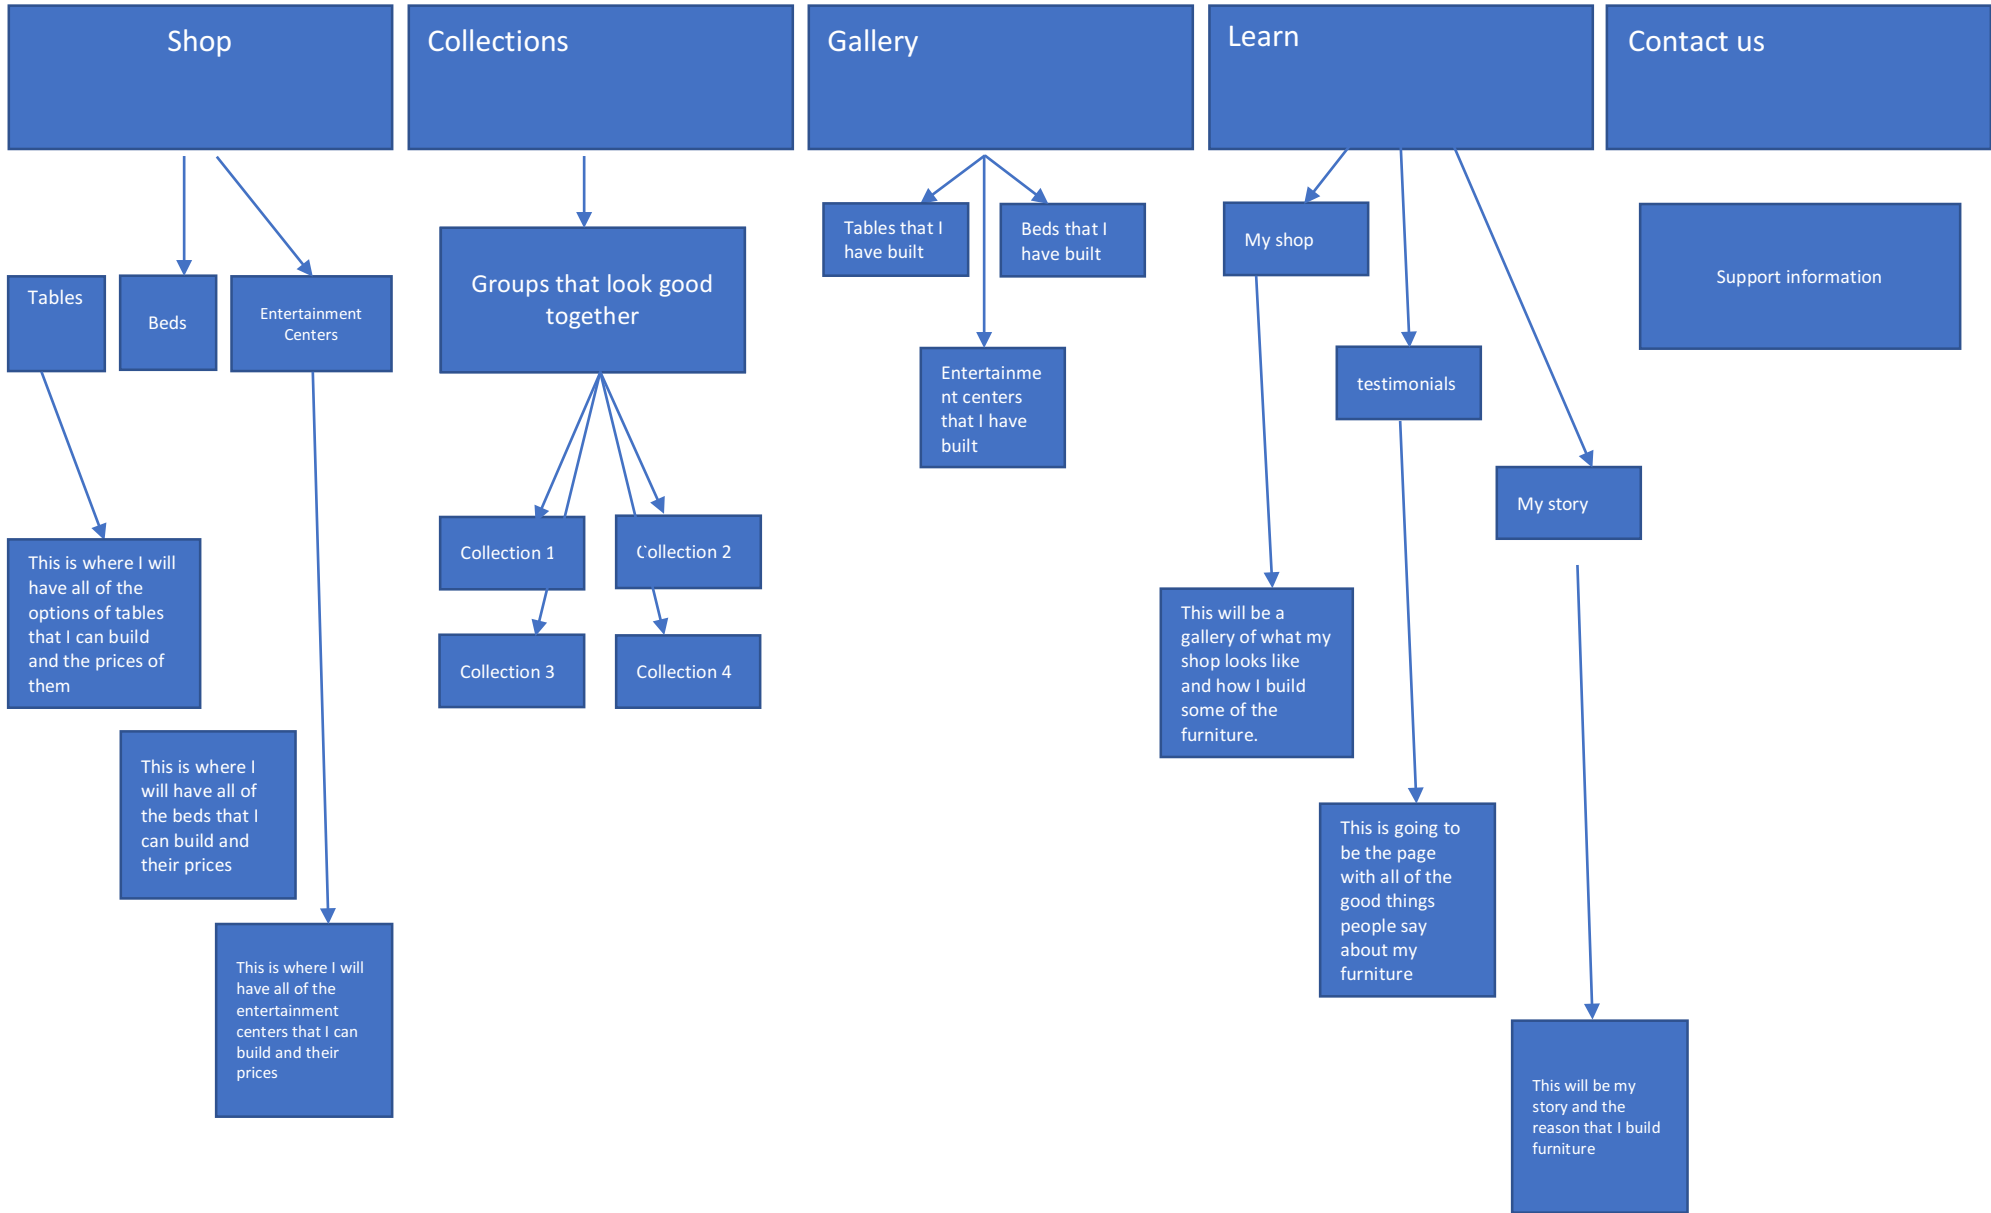 Shop
Collections
Gallery
Learn
Contact us
Tables
Beds
Entertainment
Centers
This is where I will
have all of the
options of tables
that I can build
and the prices of
them
This is where I
will have all of
the beds that I
can build and
their prices
This is where I will
have all of the
entertainment
centers that I can
build and their
prices
Groups that look good
together
Collection 1
Collection 2
Collection 3
Collection 4
Tables that I
have built
Beds that I
have built
Entertainme
nt centers
that I have
built
My shop
testimonials
My story
This will be a
gallery of what my
shop looks like
and how I build
some of the
furniture.
This is going to
be the page
with all of the
good things
people say
about my
furniture
This will be my
story and the
reason that I build
furniture
Support information